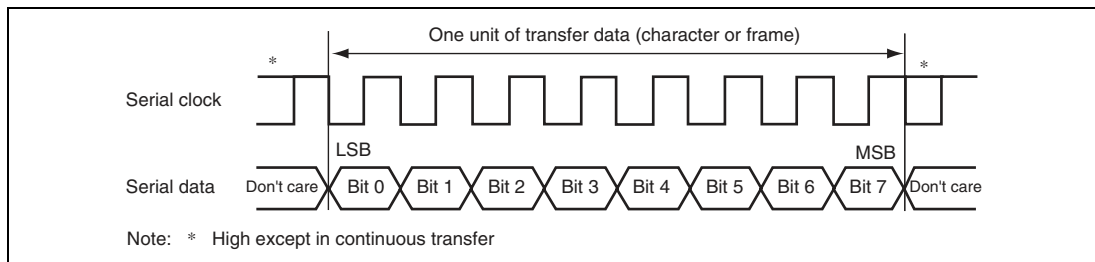 One unit of transfer data (character or frame)
* *
Serial clock
LSB MSB
Serial data Don't care Bit 0 Bit 1 Bit 2 Bit 3 Bit 4 Bit 5 Bit 6 Bit 7 Don't care
Note: * High except in continuous transfer